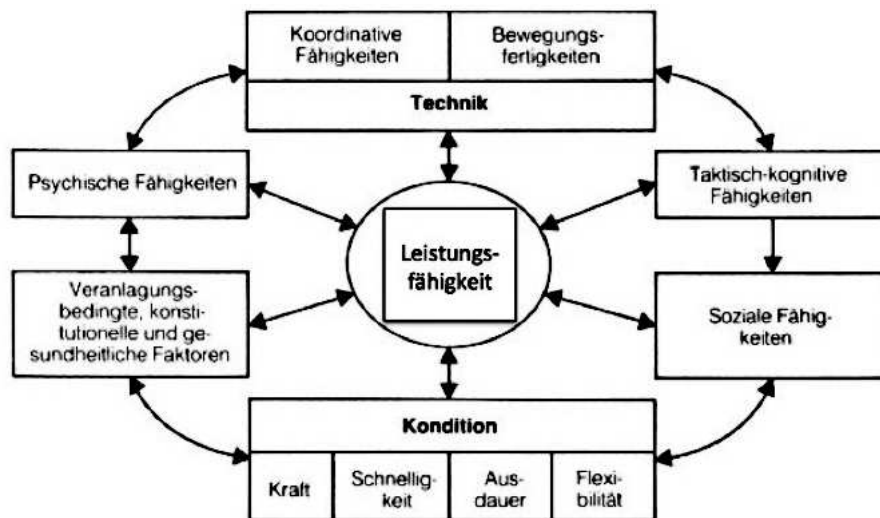 Koordinative
Fähigkeiten
Bewegungs-
fertigkeiten
Technik
Psychische Fähigkeiten
Taktisch-kognitive
Fähigkeiten
Leistungs-
fähigkeit
Veranlagungs-
bedingte, konsti-
tutionelle und ge-
sundheitliche Faktoren
Soziale Fähig-
keiten
Kondition
Kraft
Schnellig-
keit
Aus-
dauer
Flexi-
bilität